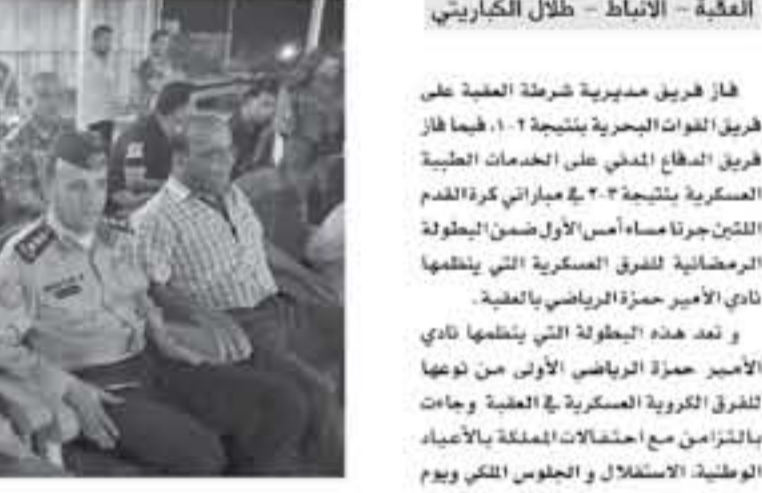 العقبة – الأنباط – طلال الكباريتي
فاز فريق مديرية شرطة العقبة على
فريق القوات البحرية بنتيجة ٢-١، فيما فاز
فريق الدفاع المدني على الخدمات الطبية
العسكرية بنتيجة ٣-٢ في مباراتي كرة القدم
اللتين جرتا مساء أمس الأول ضمن البطولة
الرمضانية للفرق العسكرية التي ينظمها
نادي الأمير حمزة الرياضي بالعقبة.
و تعد هذه البطولة التي ينظمها نادي
الأمير حمزة الرياضي الأولى من نوعها
للفرق الكروية العسكرية في العقبة وجاءت
بالتزامن مع احتفالات المملكة بالأعياد
الوطنية، الاستقلال و الجلوس الملكي ويوم